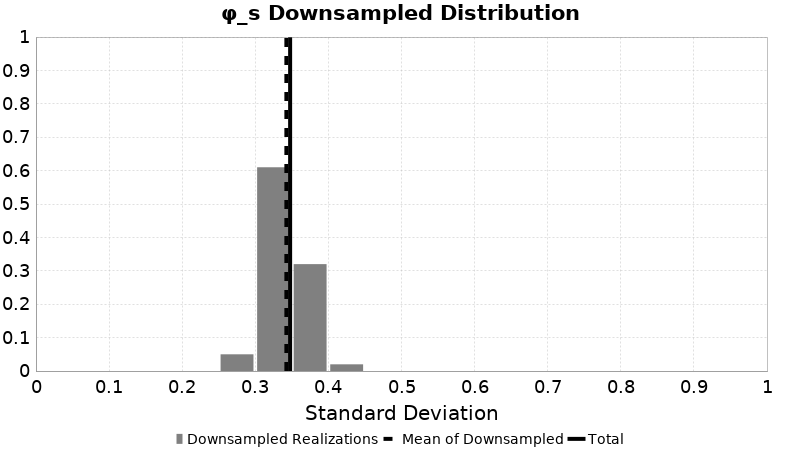 φ_s Downsampled Distribution
1
0.9
0.8
0.7
0.6
0.5
0.4
0.3
0.2
0.1
0
0 0.1 0.2 0.3 0.4 0.5 0.6 0.7 0.8 0.9 1
Standard Deviation
Downsampled Realizations Mean of Downsampled Total